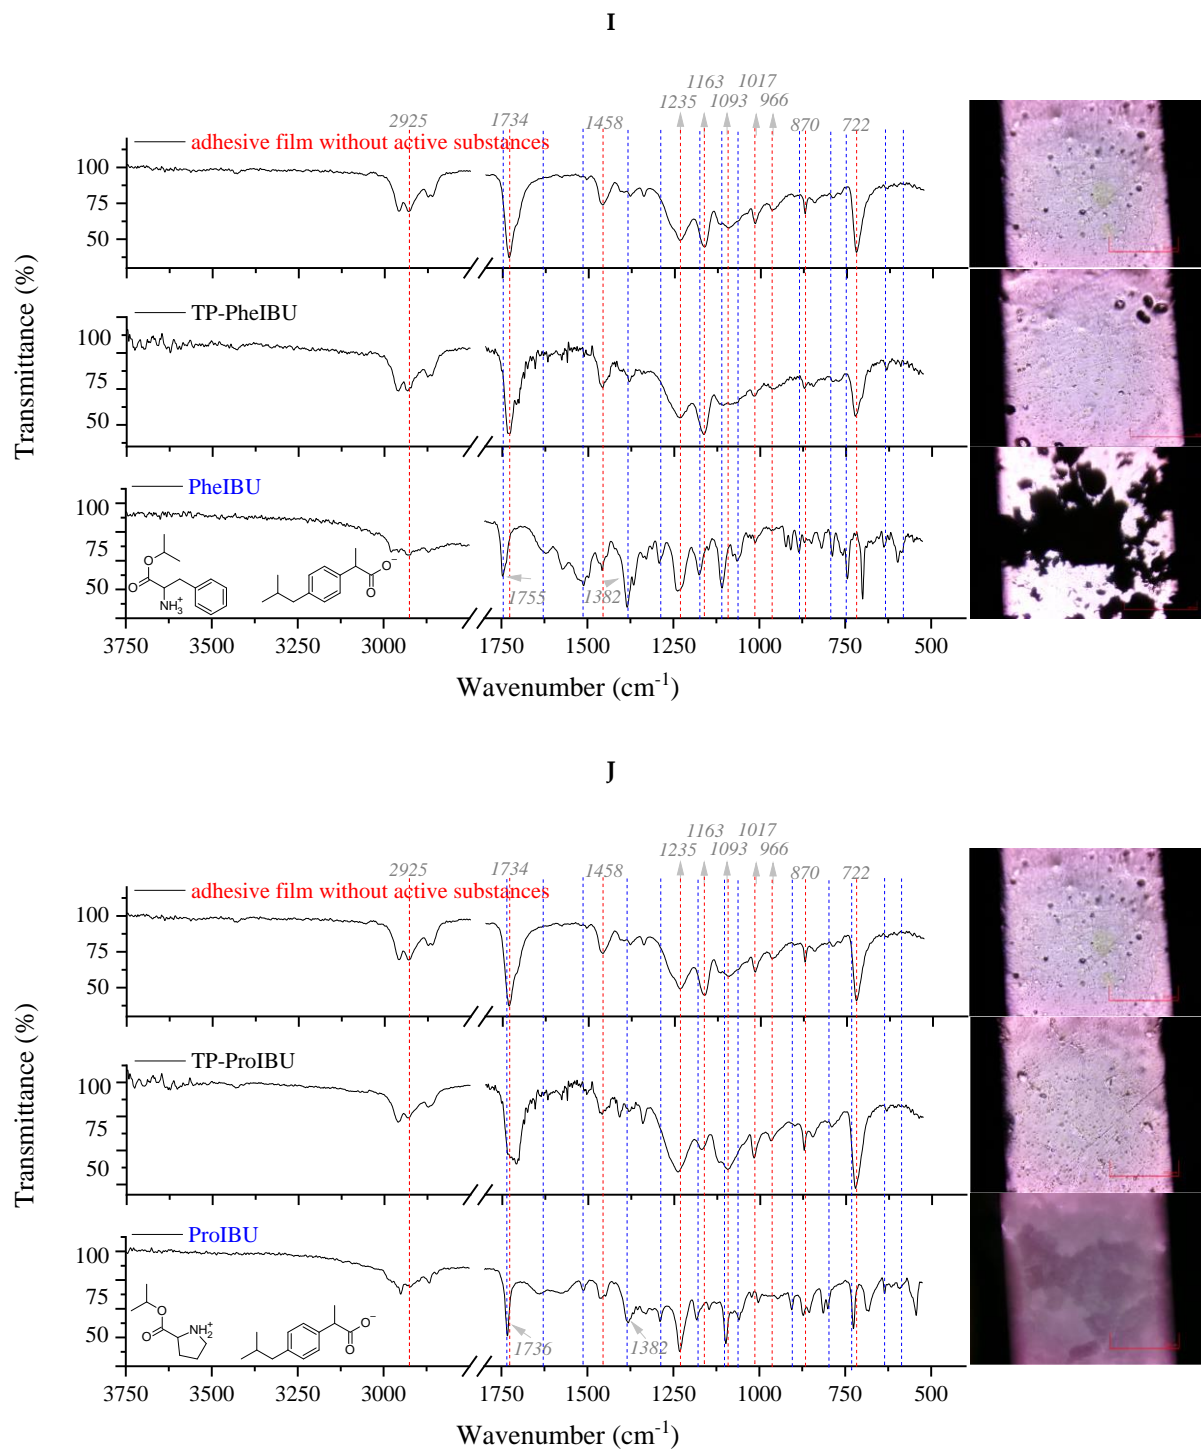 I
1163 1017
1235 1093 966
2925 1734 1458 870 722
adhesive film without active substances
100
75
50
TP-PheIBU
100
75
50
PheIBU
100
75
50
O
O
NH3+
O−
O
1755 1382
3750 3500 3000 1750 1500 1250 1000 750 500
Transmittance (%)
Wavenumber (cm-1)
J
1163 1017
1235 1093 966
2925 1734 1458 870 722
adhesive film without active substances
100
75
50
TP-ProIBU
100
75
50
ProIBU
100
75
50
O
O
NH2+
O−
O
1736 1382
3750 3500 3000 1750 1500 1250 1000 750 500
Transmittance (%)
Wavenumber (cm-1)